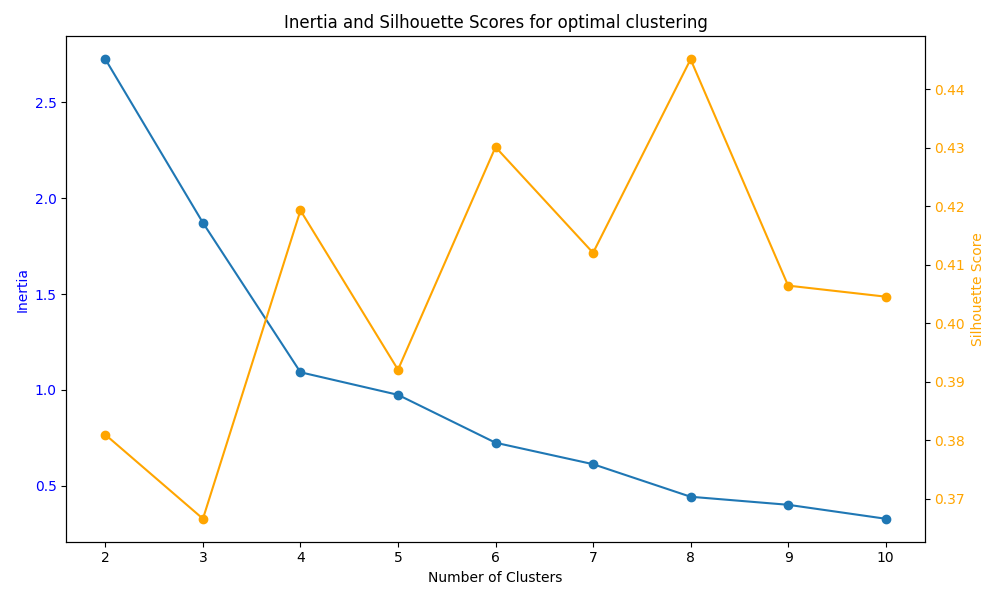 Inertia and Silhouette Scores for optimal clustering
2.5
2.0
1.5
1.0
0.5
Inertia
0.44
0.43
0.42
0.41
0.40
0.39
0.38
0.37
Silhouette Score
2 3 4 5 6 7 8 9 10
Number of Clusters